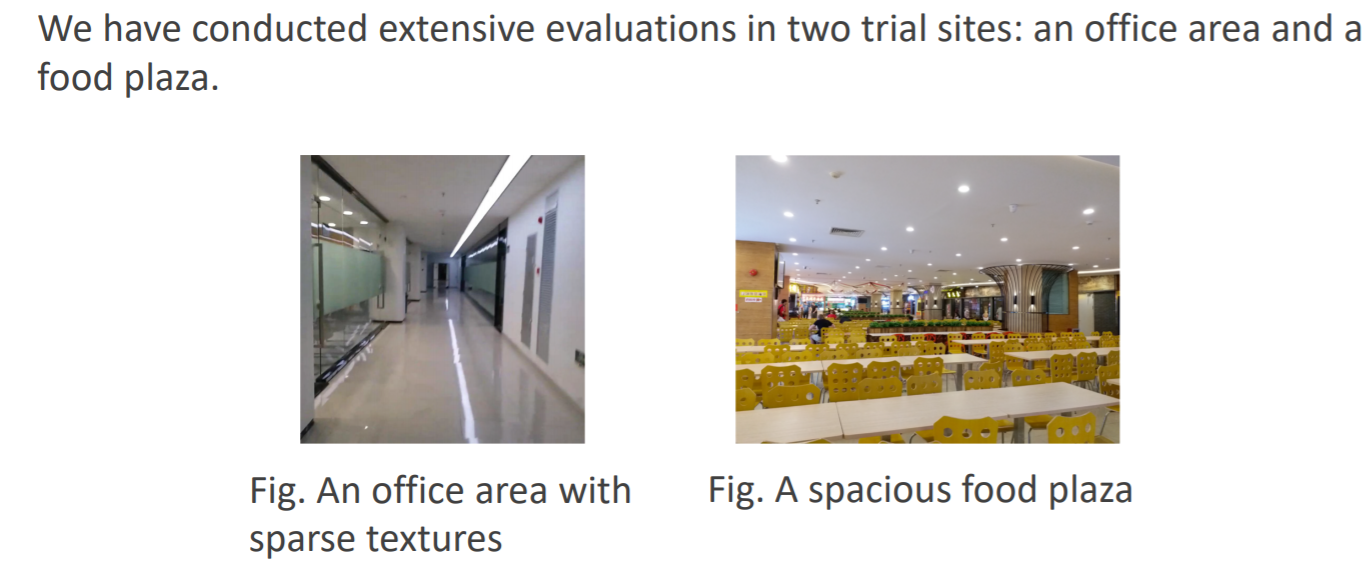 We have conducted extensive evaluations in two trial sites: an office area and a
food plaza.
Fig. An office area with
sparse textures
Fig. A spacious food plaza